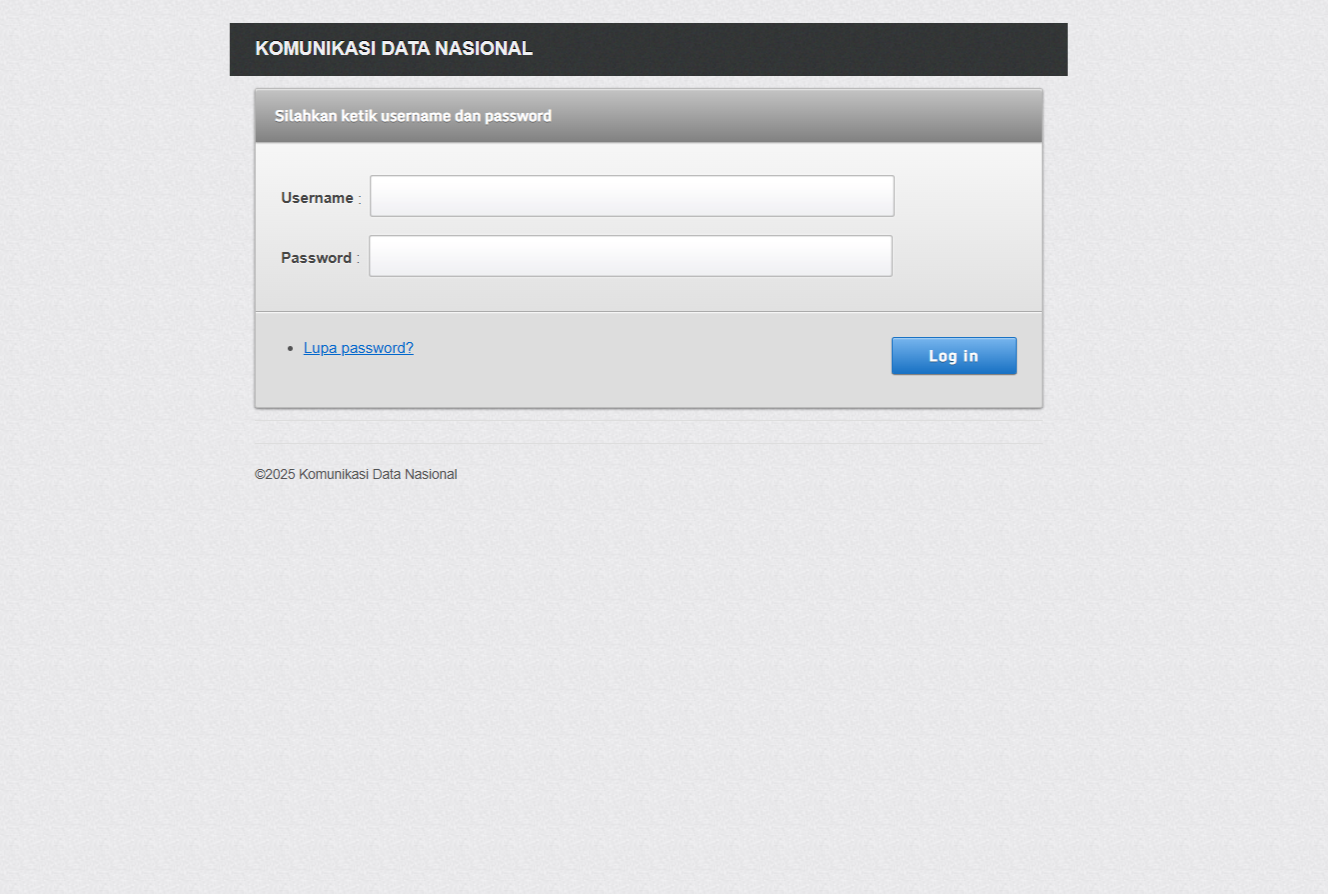 KOMUNIKASI DATA NASIONAL
Silahkan ketik username dan password
Username :
Password :
• Lupa password?
Log in
©2025 Komunikasi Data Nasional